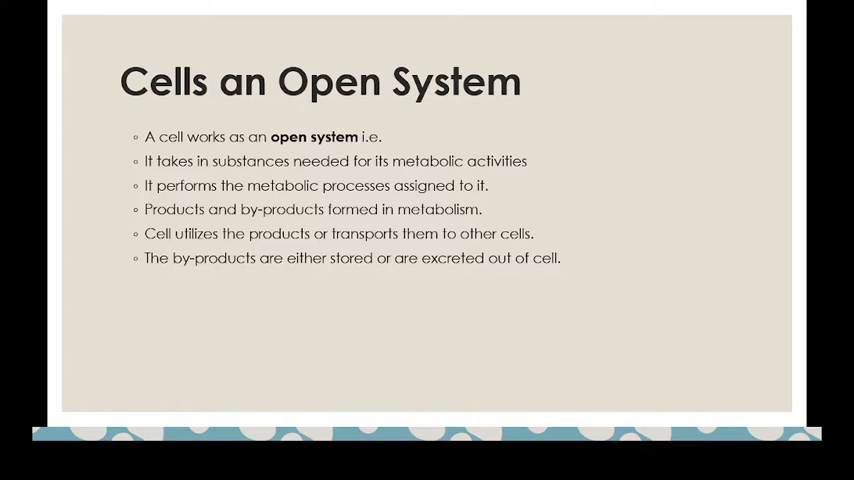 Cells an Open System
◦ A cell works as an open system i.e.
◦ It takes in substances needed for its metabolic activities
◦ It performs the metabolic processes assigned to it.
◦ Products and by-products formed in metabolism.
◦ Cell utilizes the products or transports them to other cells.
◦ The by-products are either stored or are excreted out of cell.